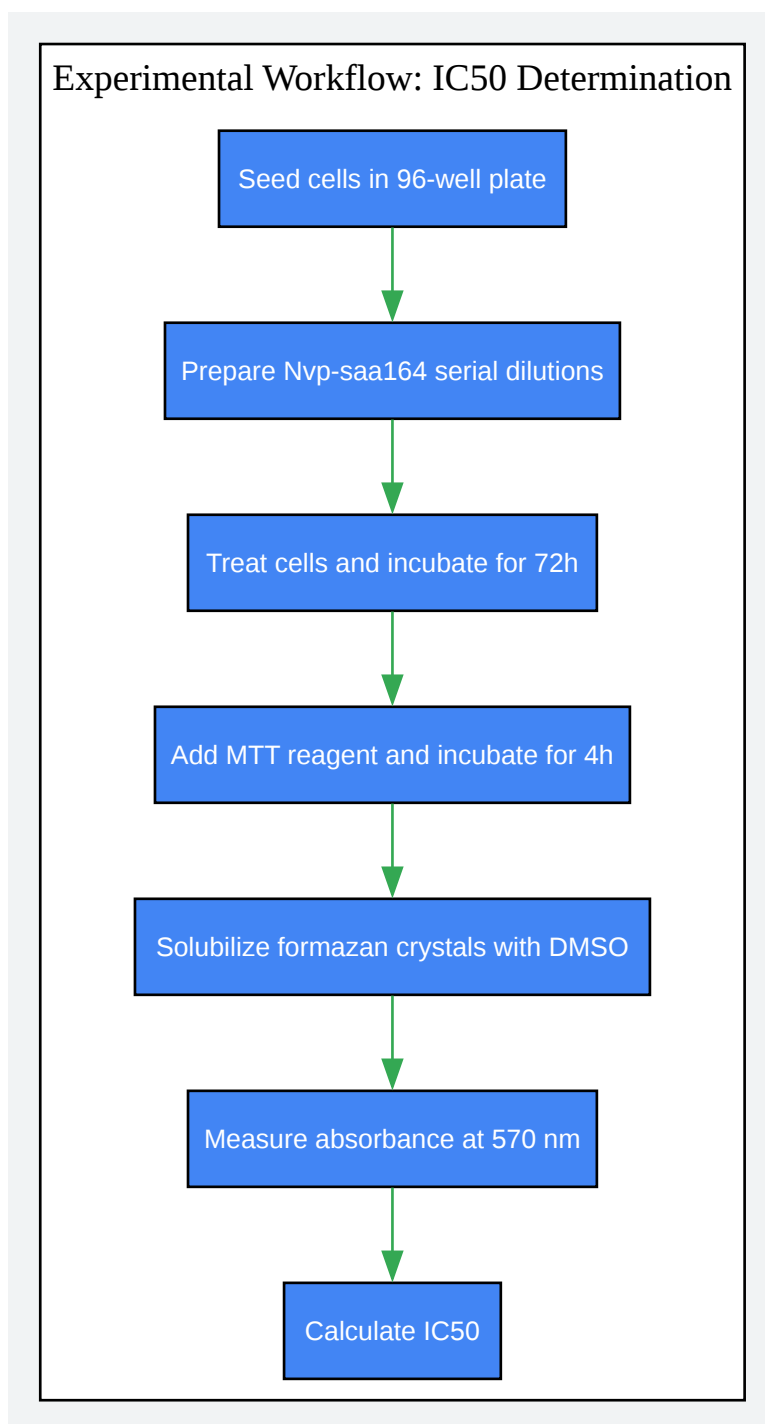 Experimental Workflow: IC50 Determination
Seed cells in 96-well plate
Prepare Nvp-saa164 serial dilutions
Treat cells and incubate for 72h
Add MTT reagent and incubate for 4h
Solubilize formazan crystals with DMSO
Measure absorbance at 570 nm
Calculate IC50